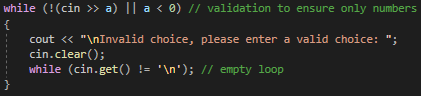 while (!(cin >> a) || a < 0) // validation to ensure only numbers
{
cout << "\nInvalid choice, please enter a valid choice: ";
cin.clear();
while (cin.get() != '\n'); // empty loop
}